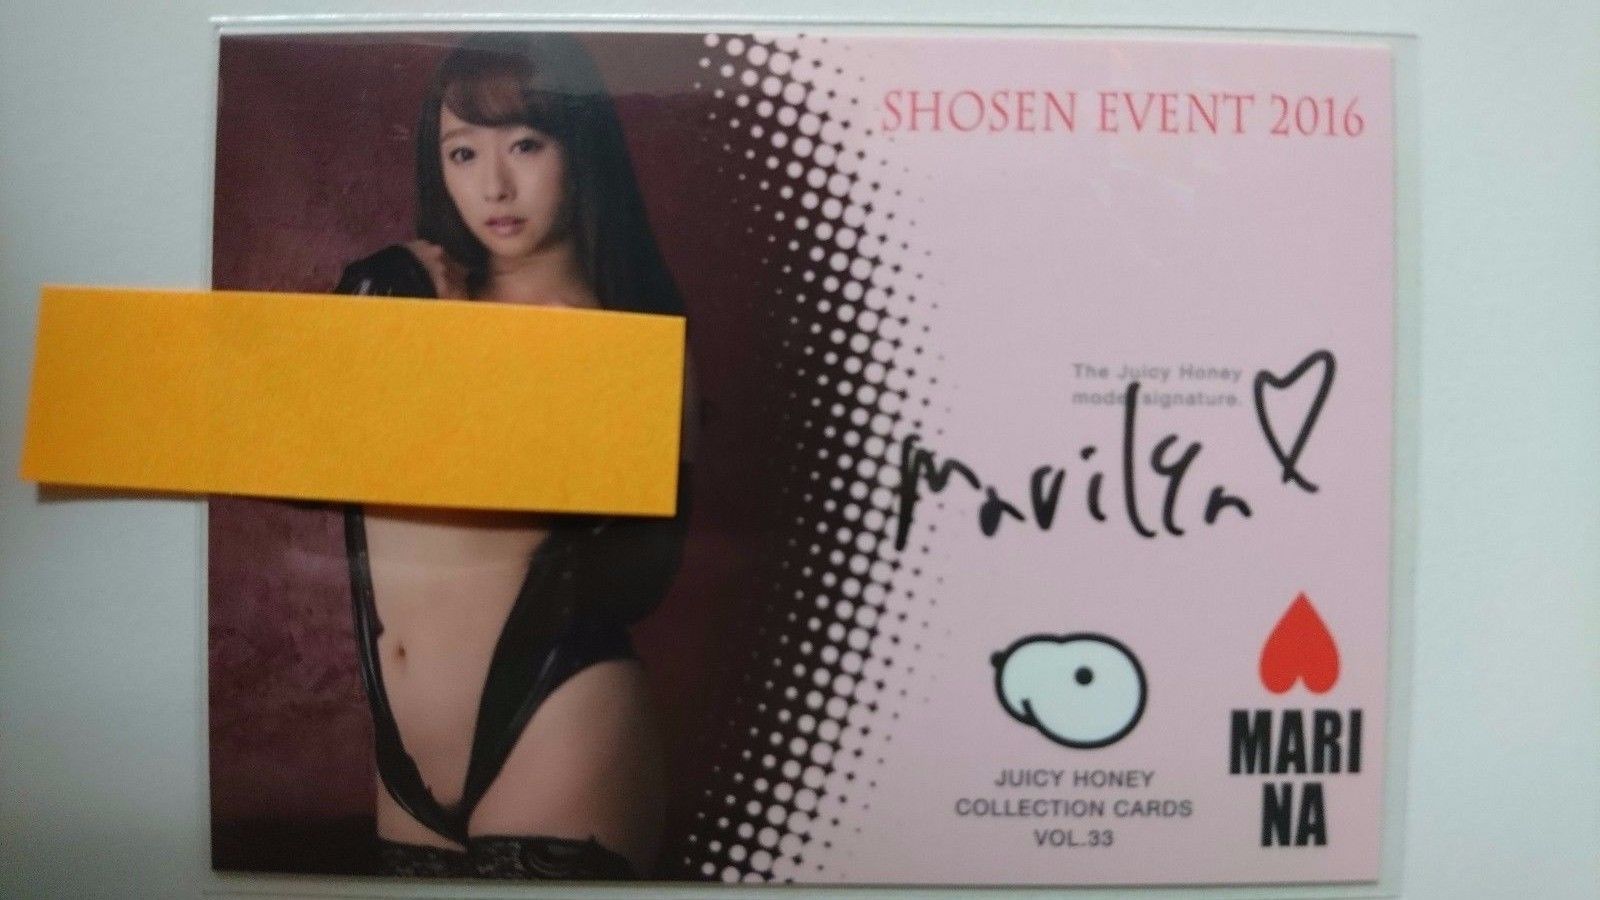 SHOSEN EVENT 2016
The Juicy Honey
model signature.
Marilyn
JUICY HONEY
COLLECTION CARDS
VOL.33
MARI
NA